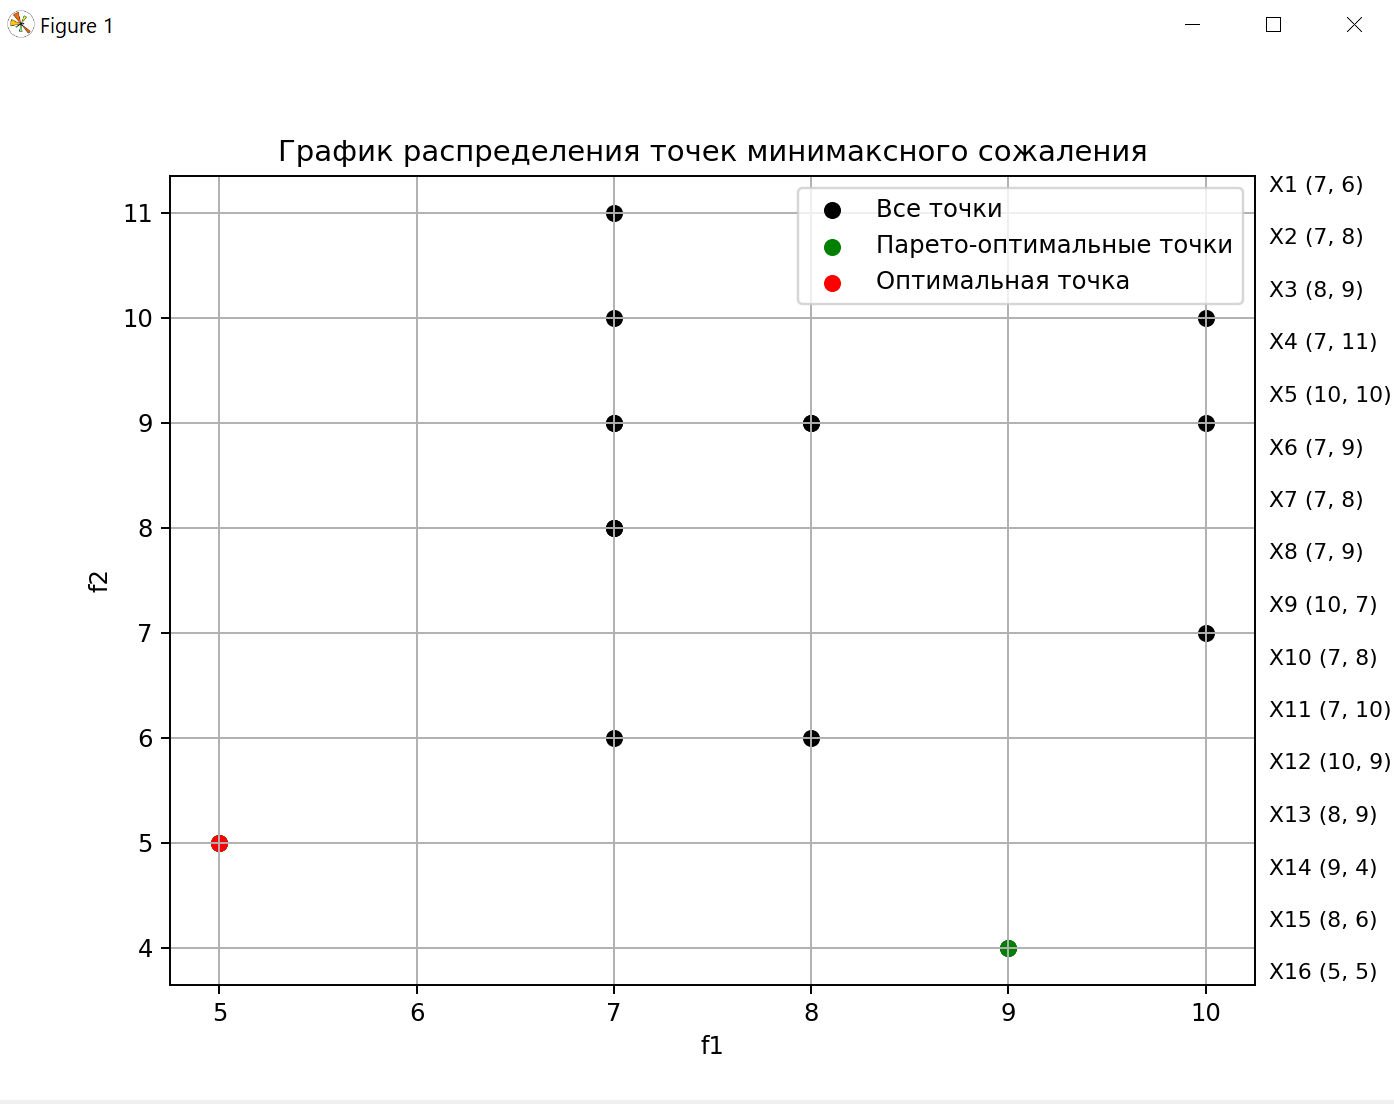 Figure 1
График распределения точек минимаксного сожаления
Все точки
Парето-оптимальные точки
Оптимальная точка
11
10
9
8
7
6
5
4
f2
5 6 7 8 9 10
f1
X1 (7, 6)
X2 (7, 8)
X3 (8, 9)
X4 (7, 11)
X5 (10, 10)
X6 (7, 9)
X7 (7, 8)
X8 (7, 9)
X9 (10, 7)
X10 (7, 8)
X11 (7, 10)
X12 (10, 9)
X13 (8, 9)
X14 (9, 4)
X15 (8, 6)
X16 (5, 5)